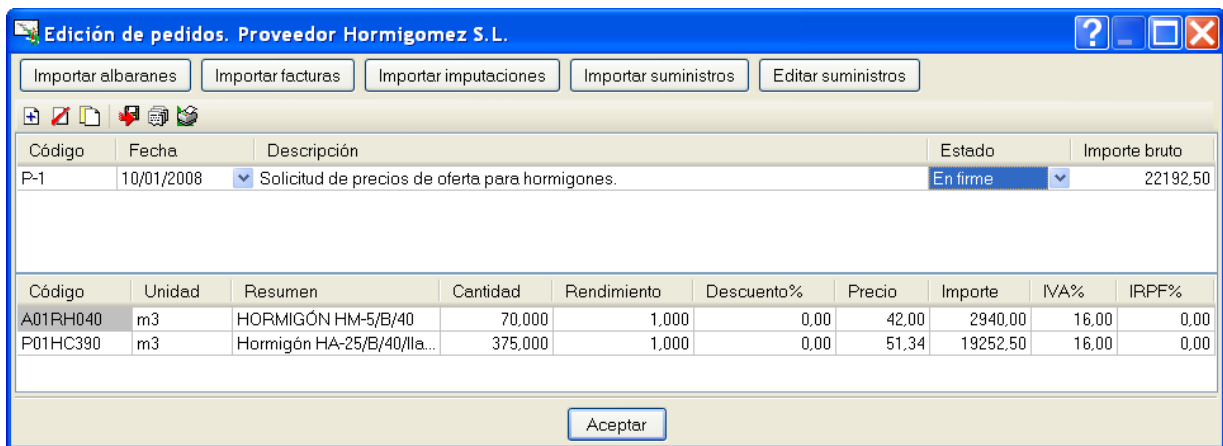 Edición de pedidos. Proveedor Hormigomez S.L.
Importar albaranes Importar facturas Importar imputaciones Importar suministros Editar suministros
Código Fecha Descripción Estado Importe bruto
P-1 10/01/2008 Solicitud de precios de oferta para hormigones. En firme 22192,50
Código Unidad Resumen Cantidad Rendimiento Descuento% Precio Importe IVA% IRPF%
A01RH040 m3 HORMIGÓN HM-5/B/40 70,000 1,000 0,00 42,00 2940,00 16,00 0,00
P01HC390 m3 Hormigón HA-25/B/40/IIa... 375,000 1,000 0,00 51,34 19252,50 16,00 0,00
Aceptar